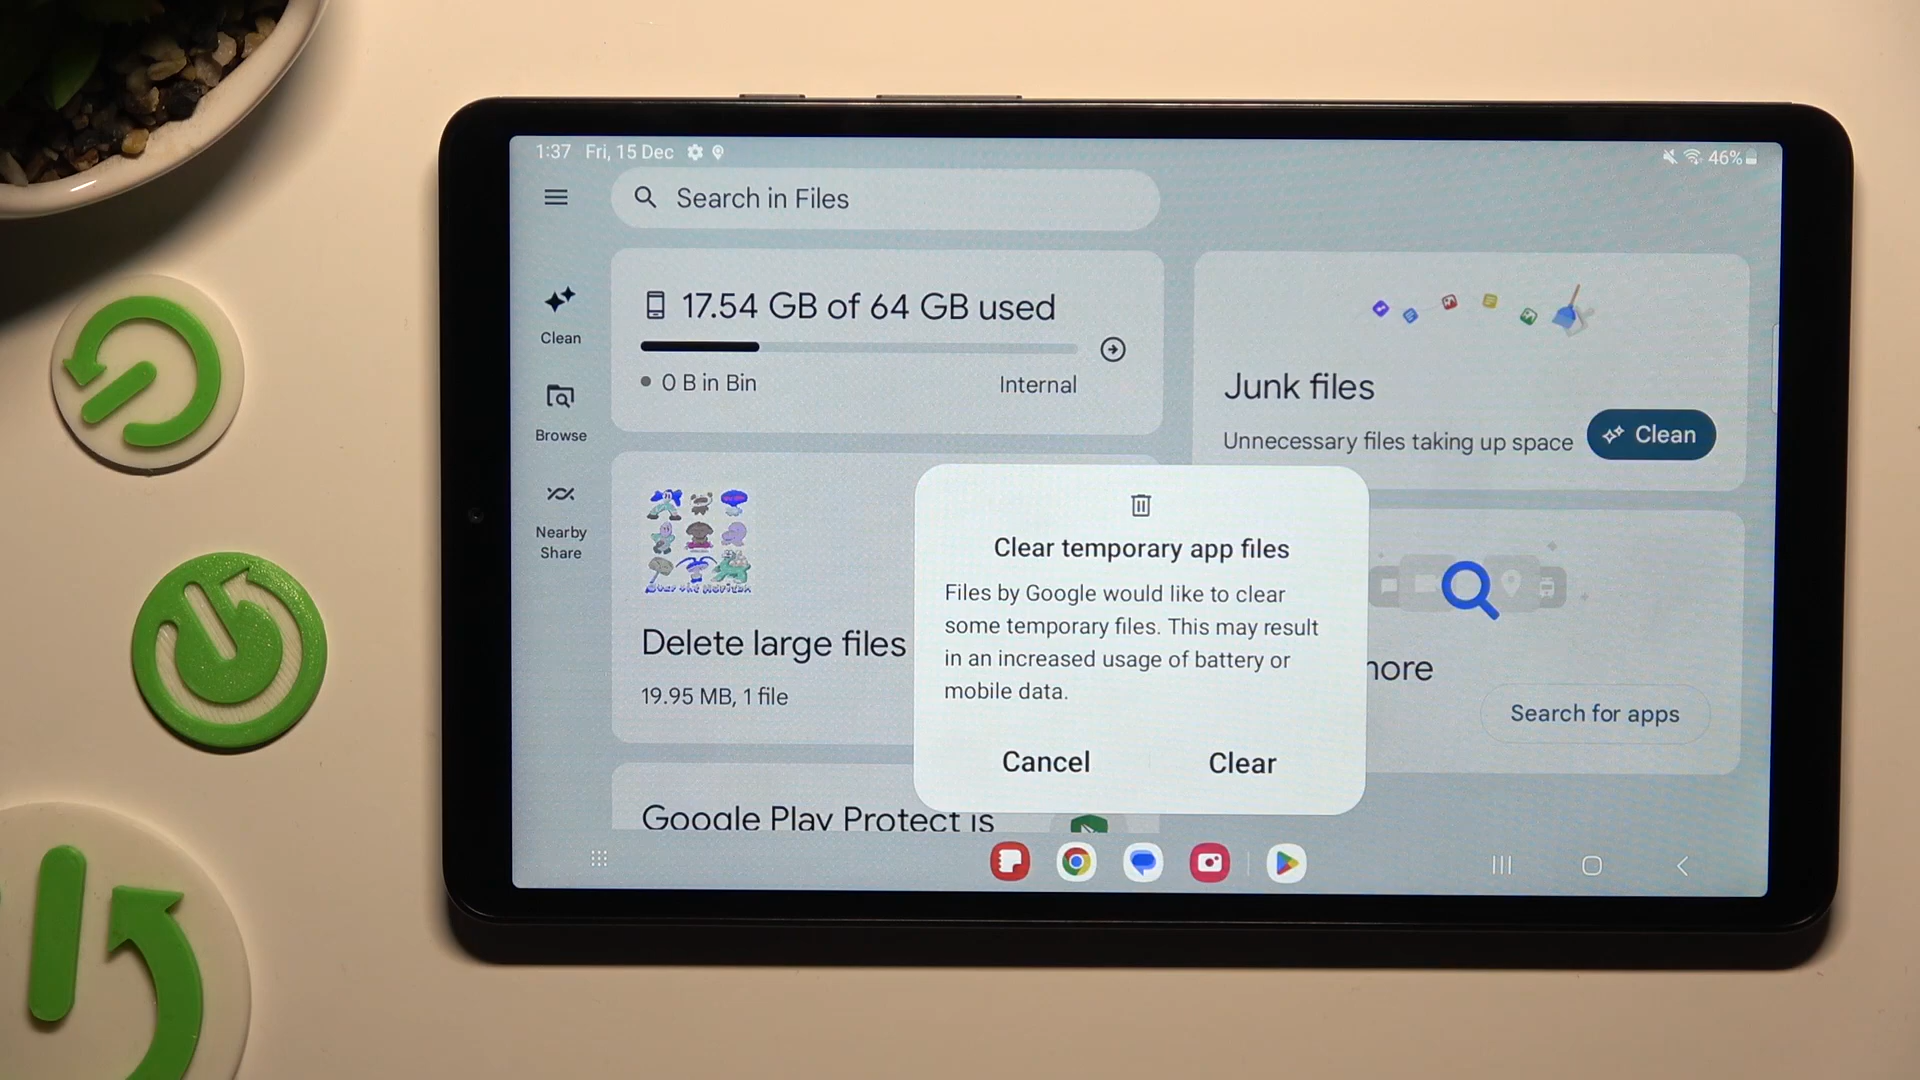 1:37 Fri, 15 Dec
46%
Search in Files
Clean
Browse
Nearby
Share
17.54 GB of 64 GB used
0 B in Bin
Internal
Junk files
Unnecessary files taking up space
Clean
Delete large files
19.95 MB, 1 file
Clear temporary app files
Files by Google would like to clear
some temporary files. This may result
in an increased usage of battery or
mobile data.
Cancel
Clear
Search for apps
Google Play Protect is